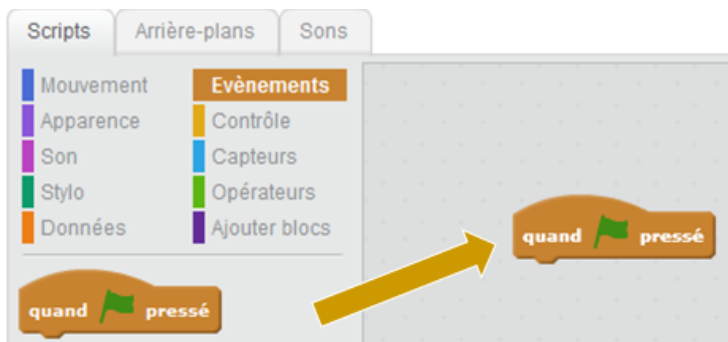 Scripts Arrière-plans Sons
Mouvement Evènements
Apparence Contrôle
Son Capteurs
Stylo Opérateurs
Données Ajouter blocs
quand pressé
quand pressé